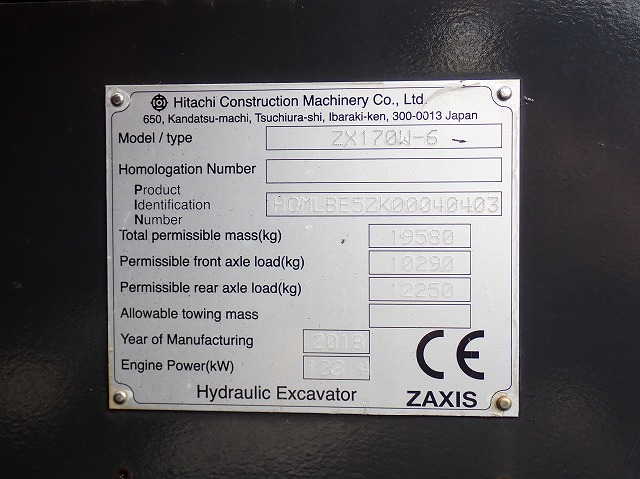 Hitachi Construction Machinery Co., Ltd.
650, Kandatsu-machi, Tsuchiura-shi, Ibaraki-ken, 300-0013 Japan
Model / type ZX170W-6
Homologation Number
Product
Identification HCMLBE5ZK00040403
Number
Total permissible mass(kg) 19580
Permissible front axle load(kg) 10290
Permissible rear axle load(kg) 12250
Allowable towing mass
Year of Manufacturing 2018
Engine Power(kW)
CE
Hydraulic Excavator ZAXIS